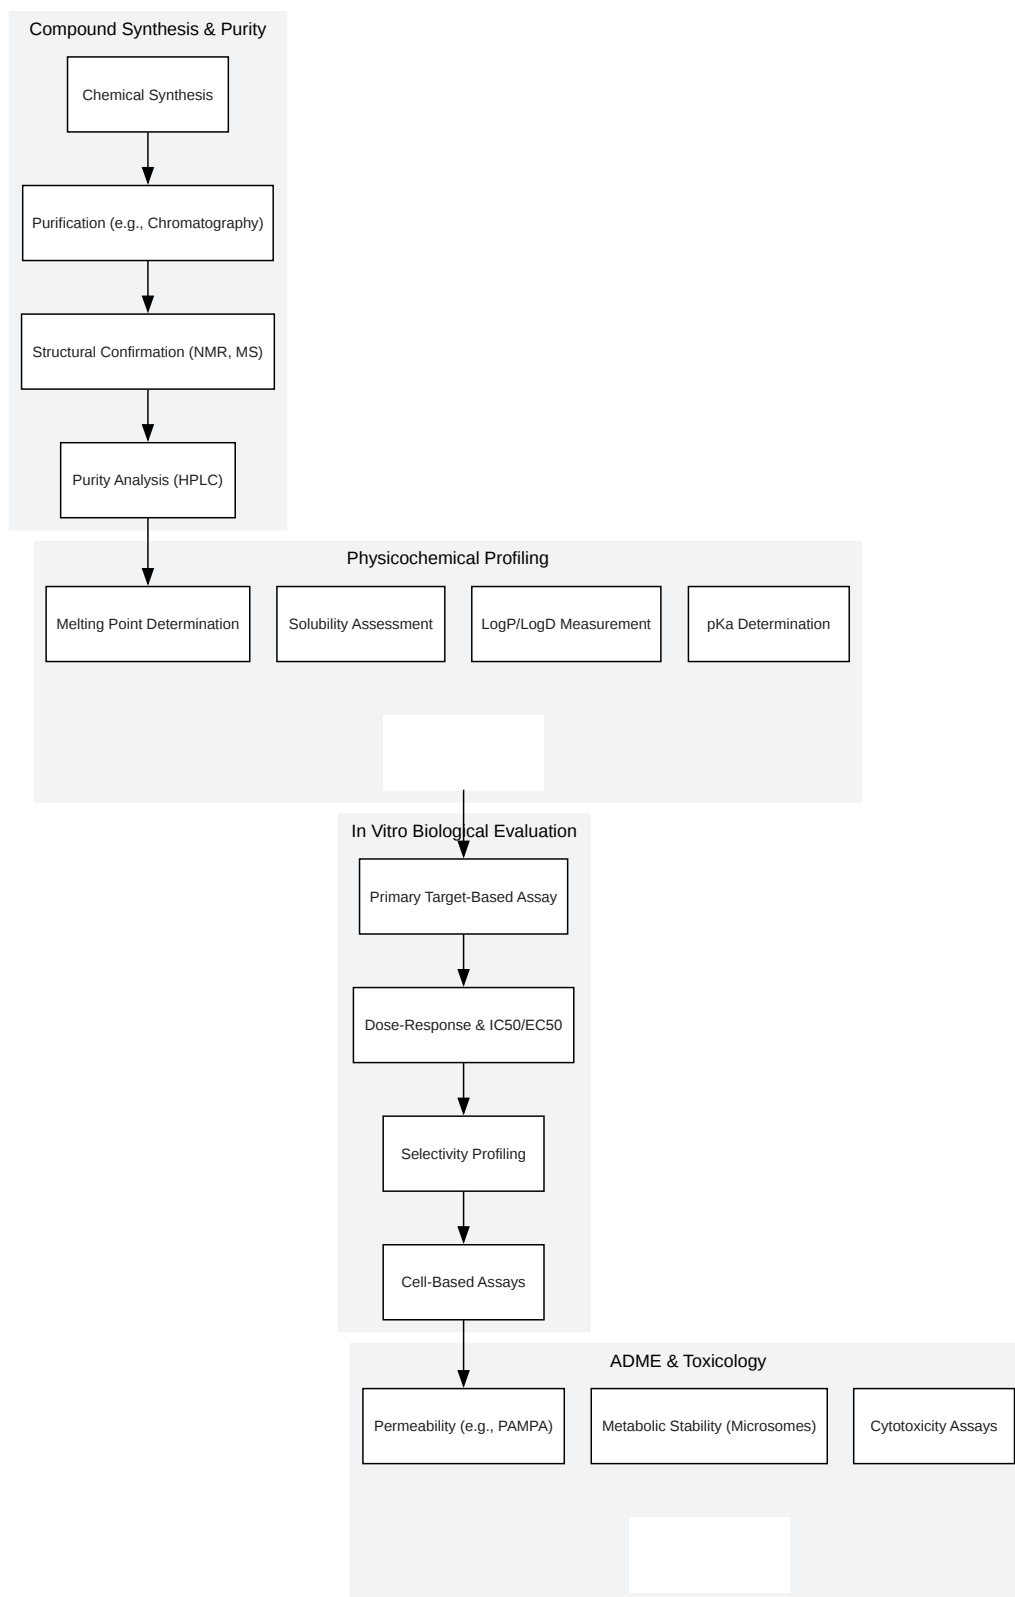 Compound Synthesis & Purity
Chemical Synthesis
Purification (e.g., Chromatography)
Structural Confirmation (NMR, MS)
Purity Analysis (HPLC)
Physicochemical Profiling
Melting Point Determination
Solubility Assessment
LogP/LogD Measurement
pKa Determination
In Vitro Biological Evaluation
Primary Target-Based Assay
Dose-Response & IC50/EC50
Selectivity Profiling
Cell-Based Assays
ADME & Toxicology
Permeability (e.g., PAMPA)
Metabolic Stability (Microsomes)
Cytotoxicity Assays